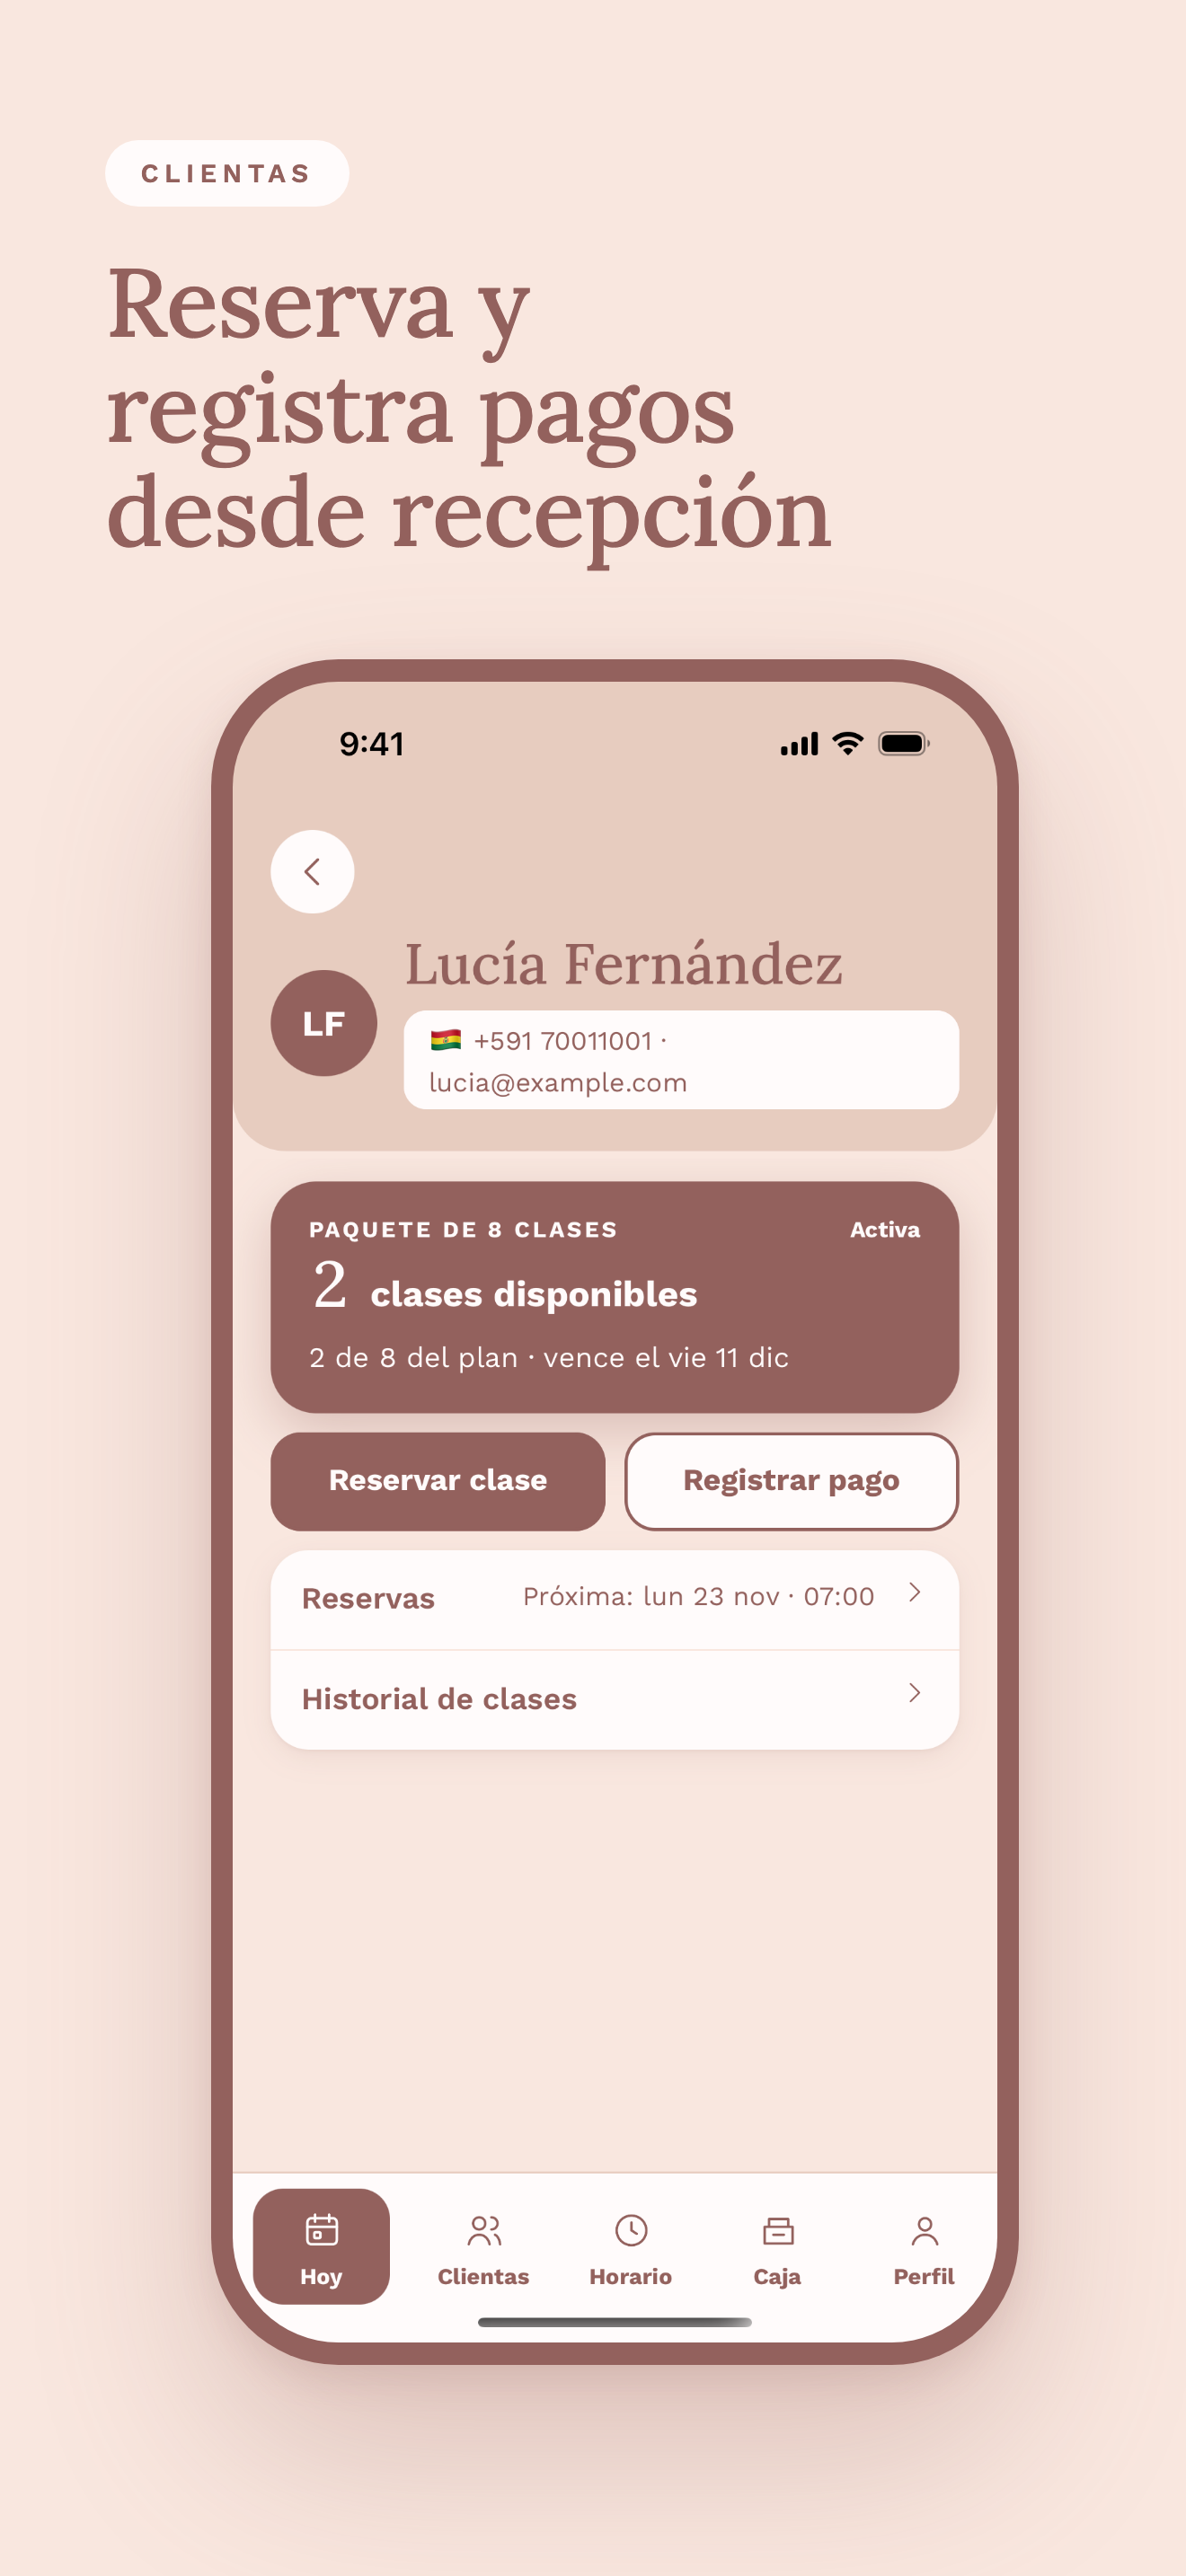 CLIENTAS
Reserva y
registra pagos
desde recepción
9:41
Lucía Fernández
LF
+591 70011001 ·
lucia@example.com
PAQUETE DE 8 CLASES Activa
2 clases disponibles
2 de 8 del plan · vence el vie 11 dic
Reservar clase Registrar pago
Reservas Próxima: lun 23 nov · 07:00
Historial de clases
Hoy Clientas Horario Caja Perfil